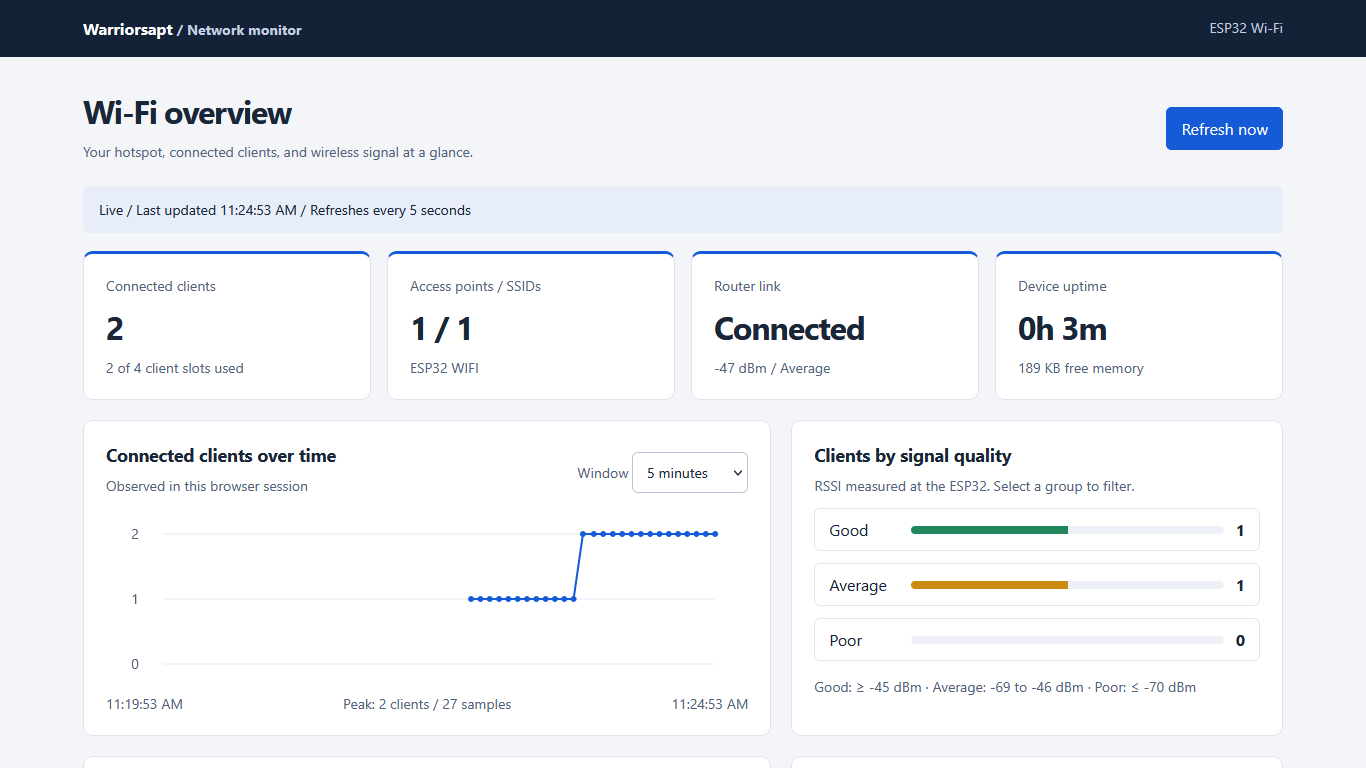 Warriorsapt / Network monitor
ESP32 Wi-Fi
Wi-Fi overview
Your hotspot, connected clients, and wireless signal at a glance.
Refresh now
Live / Last updated 11:24:53 AM / Refreshes every 5 seconds
Connected clients
2
2 of 4 client slots used
Access points / SSIDs
1 / 1
ESP32 WIFI
Router link
Connected
-47 dBm / Average
Device uptime
0h 3m
189 KB free memory
Connected clients over time
Observed in this browser session
Window 5 minutes
2
1
0
11:19:53 AM
Peak: 2 clients / 27 samples
11:24:53 AM
Clients by signal quality
RSSI measured at the ESP32. Select a group to filter.
Good 1
Average 1
Poor 0
Good: ≥ -45 dBm · Average: -69 to -46 dBm · Poor: ≤ -70 dBm